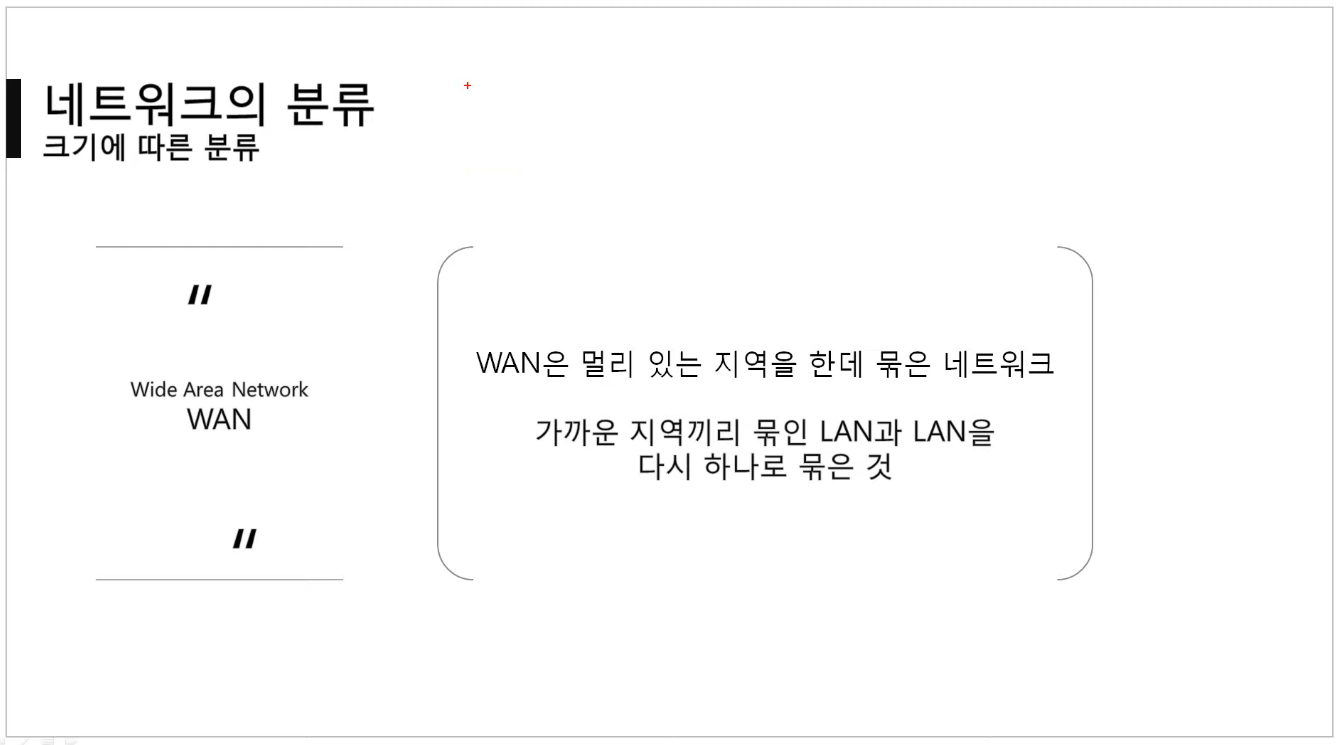 네트워크의 분류
크기에 따른 분류
"
Wide Area Network
WAN
"
WAN은 멀리 있는 지역을 한데 묶은 네트워크
가까운 지역끼리 묶인 LAN과 LAN을
다시 하나로 묶은 것